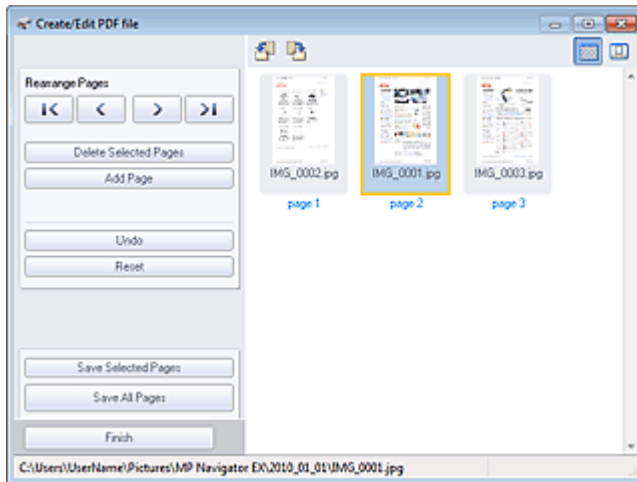 Create/Edit PDF file
Rearrange Pages
Delete Selected Pages
Add Page
Undo
Reset
Save Selected Pages
Save All Pages
Finish
IMG_0002.jpg
IMG_0001.jpg
IMG_0003.jpg
page 1
page 2
page 3
C:\Users\UserName\Pictures\MP Navigator EX\2010_01_01\IMG_0001.jpg